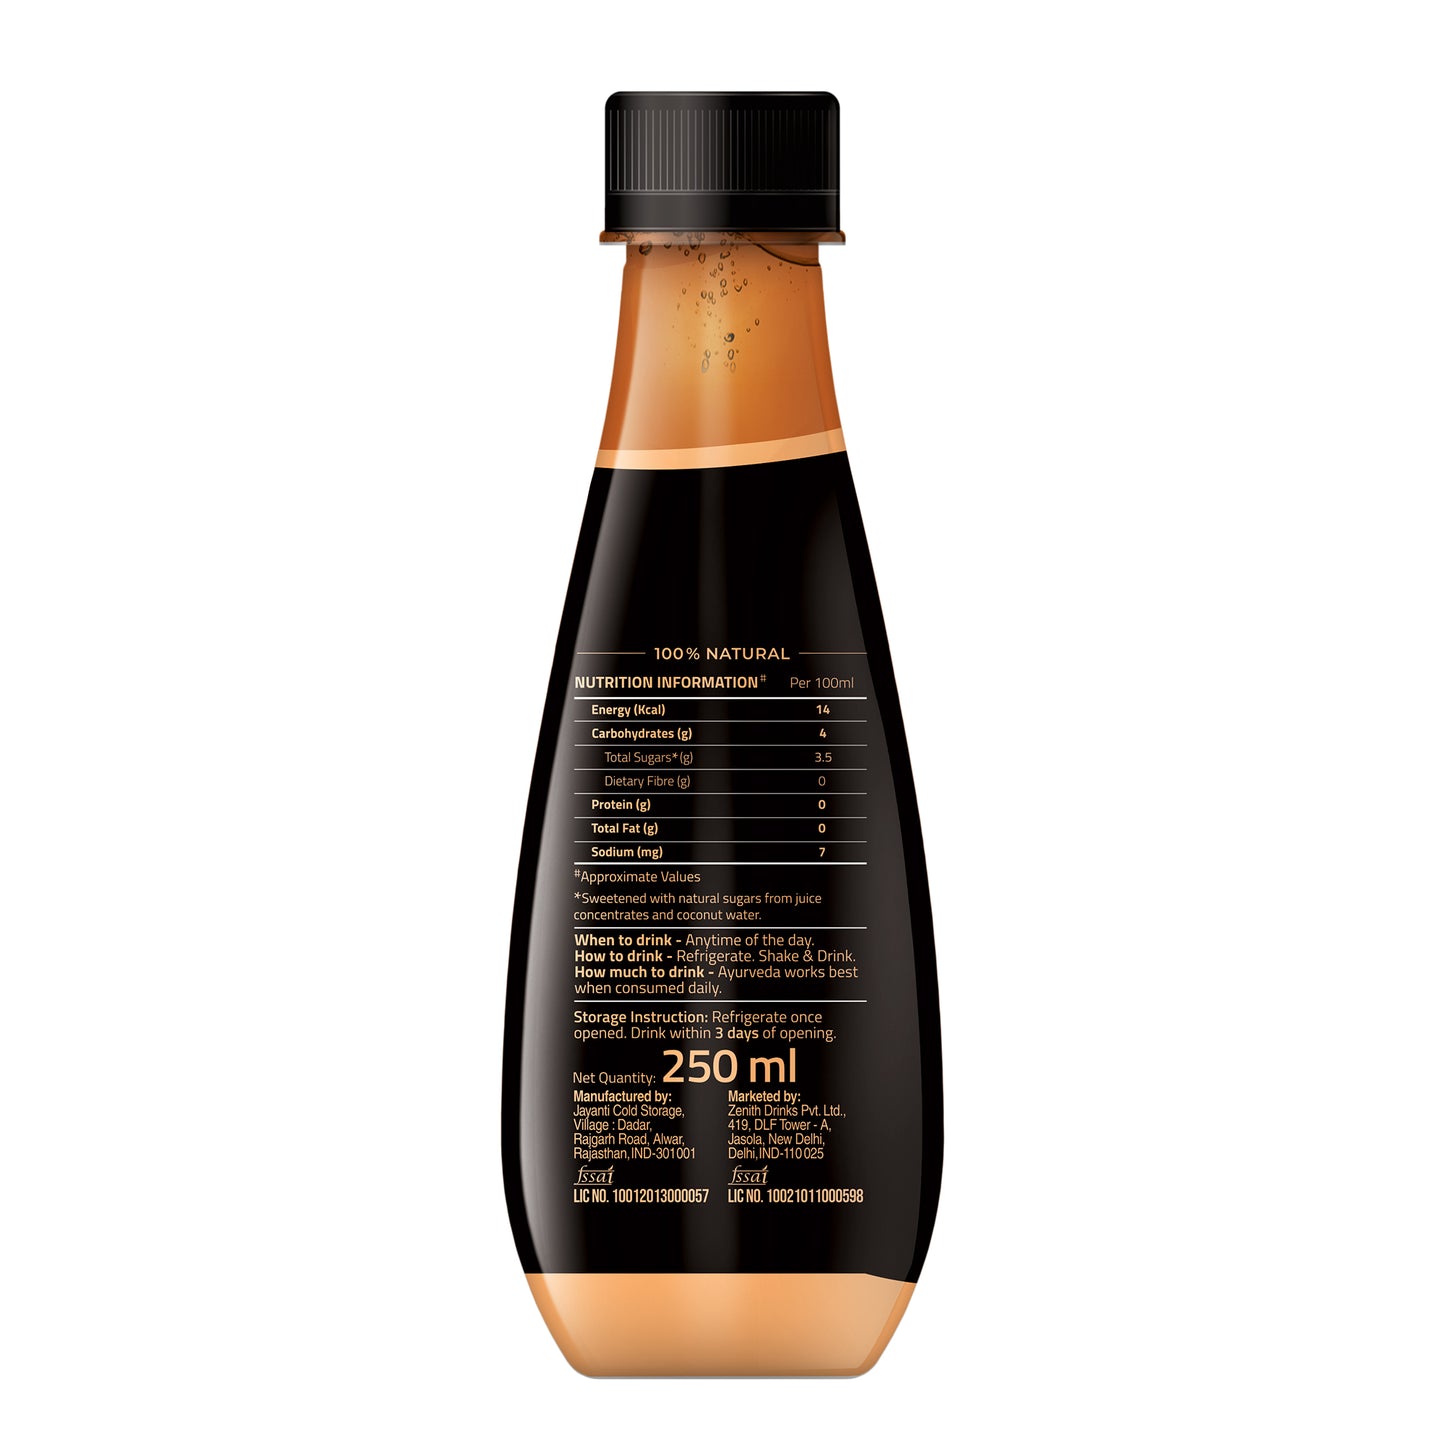 100% NATURAL
NUTRITION INFORMATION# Per 100ml
Energy (Kcal) 14
Carbohydrates (g) 4
Total Sugars*(g) 3.5
Dietary Fibre (g) 0
Protein (g) 0
Total Fat (g) 0
Sodium (mg) 7
#Approximate Values
*Sweetened with natural sugars from juice
concentrates and coconut water.
When to drink - Anytime of the day.
How to drink - Refrigerate. Shake & Drink.
How much to drink - Ayurveda works best
when consumed daily.
Storage Instruction: Refrigerate once
opened. Drink within 3 days of opening.
Net Quantity: 250 ml
Manufactured by:
Jayanti Cold Storage,
Village : Dadar,
Rajgarh Road, Alwar,
Rajasthan,IND-301001
fssai
LIC NO. 10012013000057
Marketed by:
Zenith Drinks Pvt. Ltd.,
419, DLF Tower - A,
Jasola, New Delhi,
Delhi,IND-110025
fssai
LIC NO. 10021011000598